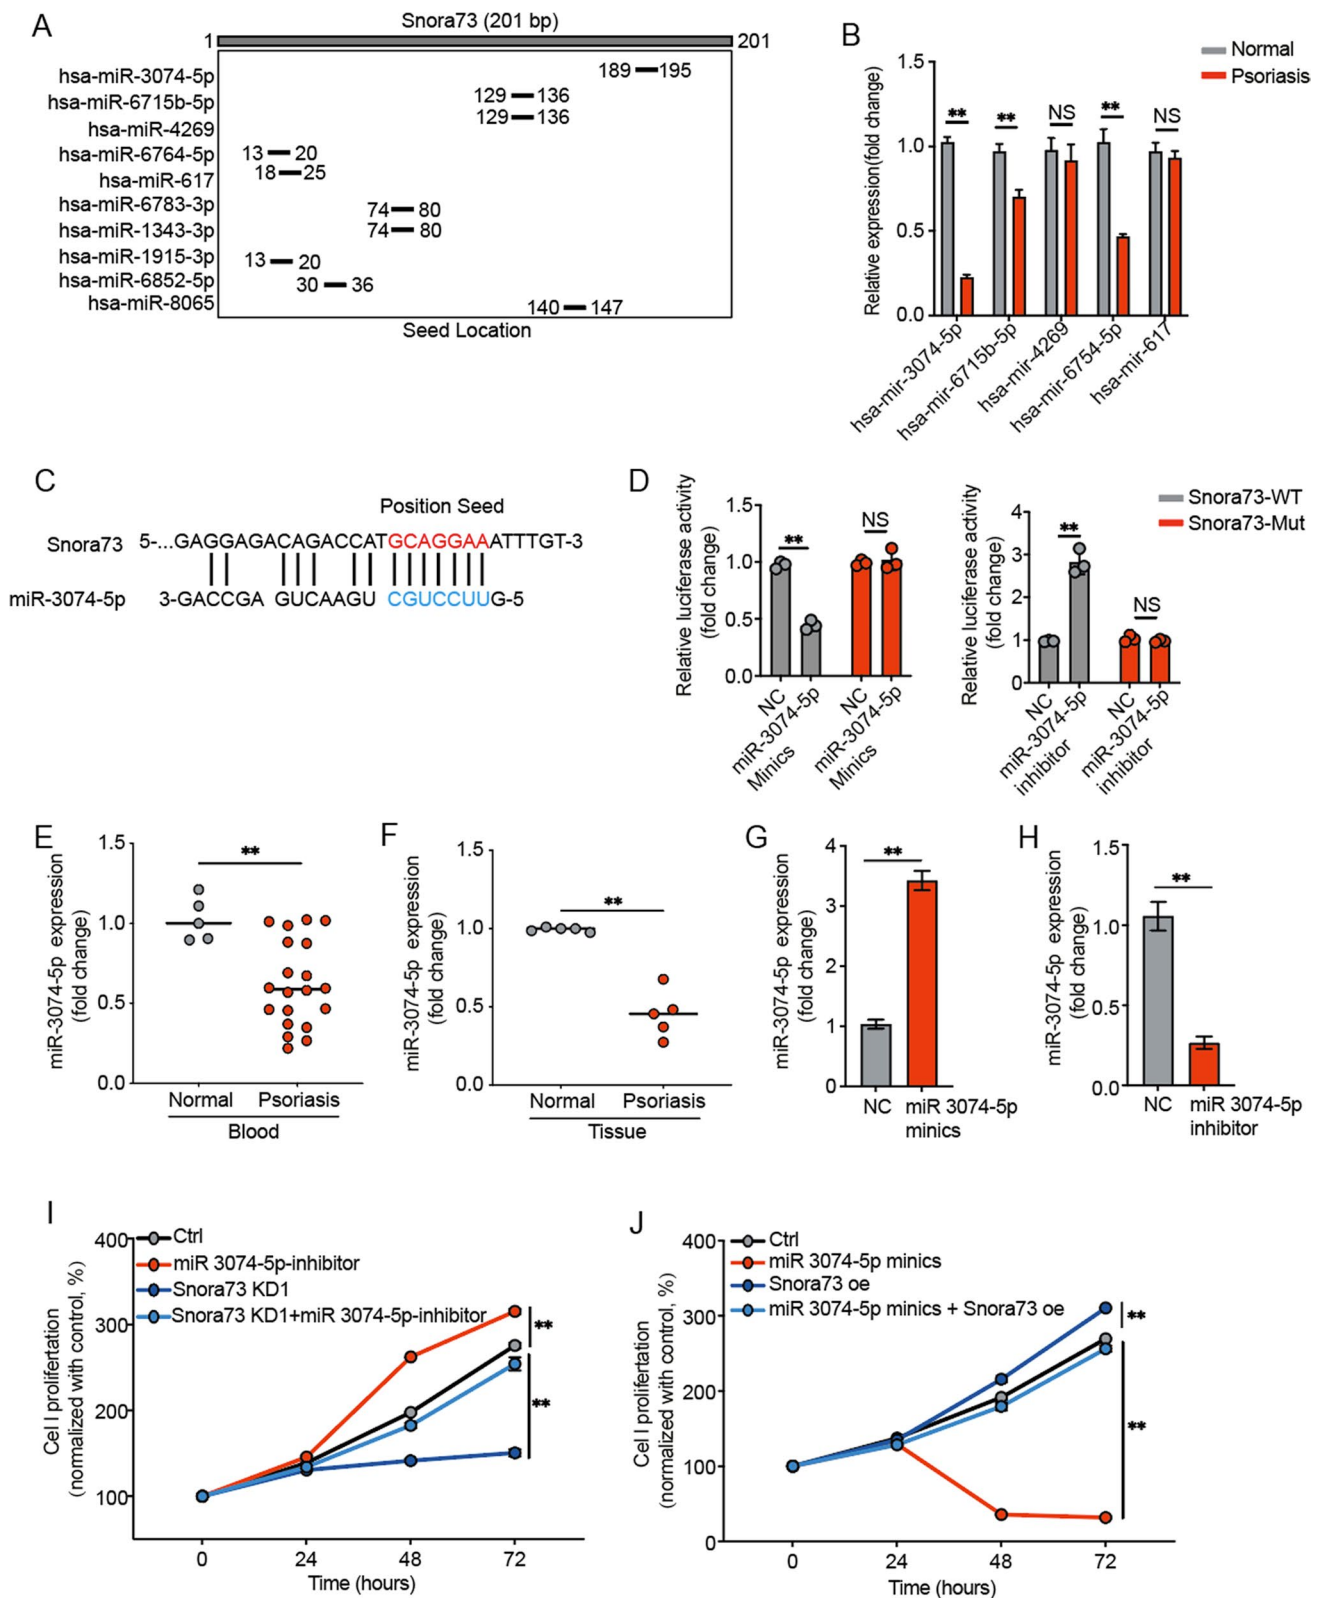 A
Snora73 (201 bp)
1 201
hsa-miR-3074-5p 189 195
hsa-miR-6715b-5p 129 136
hsa-miR-4269 129 136
hsa-miR-6764-5p 13 20
hsa-miR-617 18 25
hsa-miR-6783-3p 74 80
hsa-miR-1343-3p 74 80
hsa-miR-1915-3p 13 20
hsa-miR-6852-5p 30 36
hsa-miR-8065 140 147
Seed Location
B
Normal
Psoriasis
Relative expression(fold change)
1.5
1.0
0.5
0.0
** ** NS ** NS
hsa-mir-3074-5p
hsa-mir-6715b-5p
hsa-mir-4269
hsa-mir-6754-5p
hsa-mir-617
C
Position Seed
Snora73 5-...GAGGAGACAGACCATGCAGGAAATTTGT-3
miR-3074-5p 3-GACCGA GUCAAGU CGUCCUUG-5
D
Relative luciferase activity
(fold change)
1.5
1.0
0.5
0.0
** NS
NC
miR-3074-5p
Minics
NC
miR-3074-5p
Minics
Relative luciferase activity
(fold change)
4
3
2
1
0
** NS
NC
miR-3074-5p
inhibitor
NC
miR-3074-5p
inhibitor
Snora73-WT
Snora73-Mut
E
miR-3074-5p expression
(fold change)
1.5
1.0
0.5
0.0
**
Normal Psoriasis
Blood
F
miR-3074-5p expression
(fold change)
1.5
1.0
0.5
0.0
**
Normal Psoriasis
Tissue
G
miR-3074-5p expression
(fold change)
4
3
2
1
0
**
NC miR 3074-5p
minics
H
miR-3074-5p expression
(fold change)
1.5
1.0
0.5
0.0
**
NC miR 3074-5p
inhibitor
I
Cel l prolifertation
(normalized with control, %)
400
300
200
100
Ctrl
miR 3074-5p-inhibitor
Snora73 KD1
Snora73 KD1+miR 3074-5p-inhibitor
**
**
0 24 48 72
Time (hours)
J
Cel l prolifertation
(normalized with control, %)
400
300
200
100
0
Ctrl
miR 3074-5p minics
Snora73 oe
miR 3074-5p minics + Snora73 oe
**
**
0 24 48 72
Time (hours)